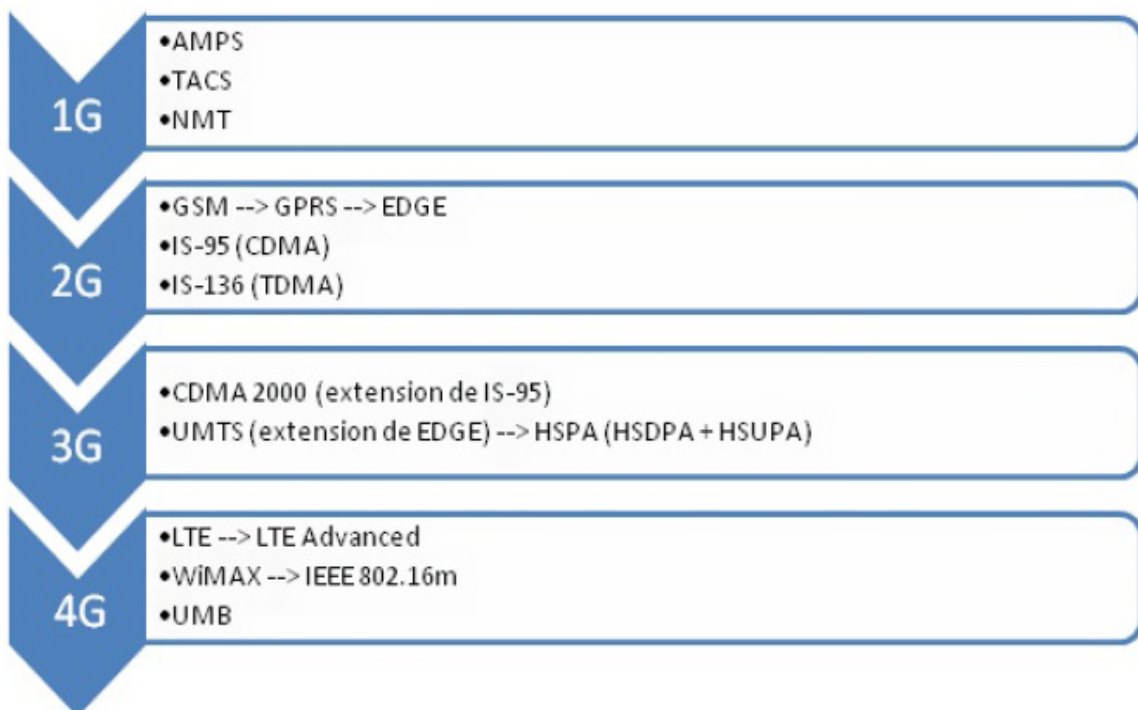 1G
•AMPS
•TACS
•NMT
2G
•GSM --> GPRS --> EDGE
•IS-95 (CDMA)
•IS-136 (TDMA)
3G
•CDMA 2000 (extension de IS-95)
•UMTS (extension de EDGE) --> HSPA (HSDPA + HSUPA)
4G
•LTE --> LTE Advanced
•WiMAX --> IEEE 802.16m
•UMB